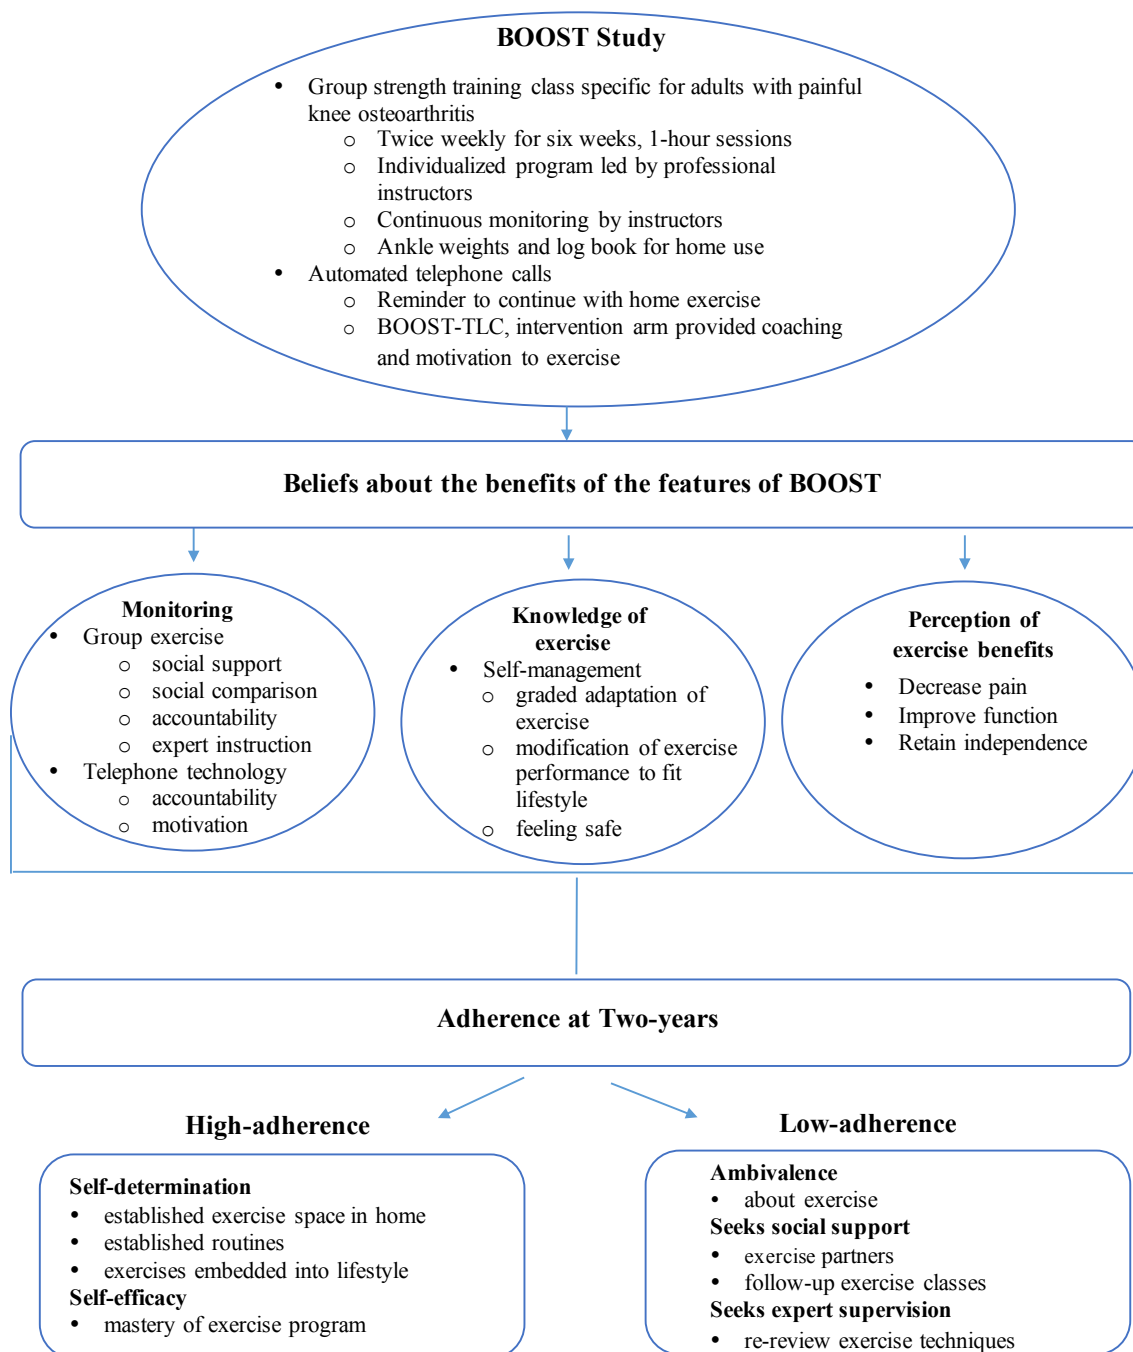 BOOST Study
• Group strength training class specific for adults with painful
knee osteoarthritis
o Twice weekly for six weeks, 1-hour sessions
o Individualized program led by professional
instructors
o Continuous monitoring by instructors
o Ankle weights and log book for home use
• Automated telephone calls
o Reminder to continue with home exercise
o BOOST-TLC, intervention arm provided coaching
and motivation to exercise
Beliefs about the benefits of the features of BOOST
Monitoring
• Group exercise
o social support
o social comparison
o accountability
o expert instruction
• Telephone technology
o accountability
o motivation
Knowledge of
exercise
• Self-management
o graded adaptation of
exercise
o modification of exercise
performance to fit
lifestyle
o feeling safe
Perception of
exercise benefits
• Decrease pain
• Improve function
• Retain independence
Adherence at Two-years
High-adherence
Self-determination
• established exercise space in home
• established routines
• exercises embedded into lifestyle
Self-efficacy
• mastery of exercise program
Low-adherence
Ambivalence
• about exercise
Seeks social support
• exercise partners
• follow-up exercise classes
Seeks expert supervision
• re-review exercise techniques